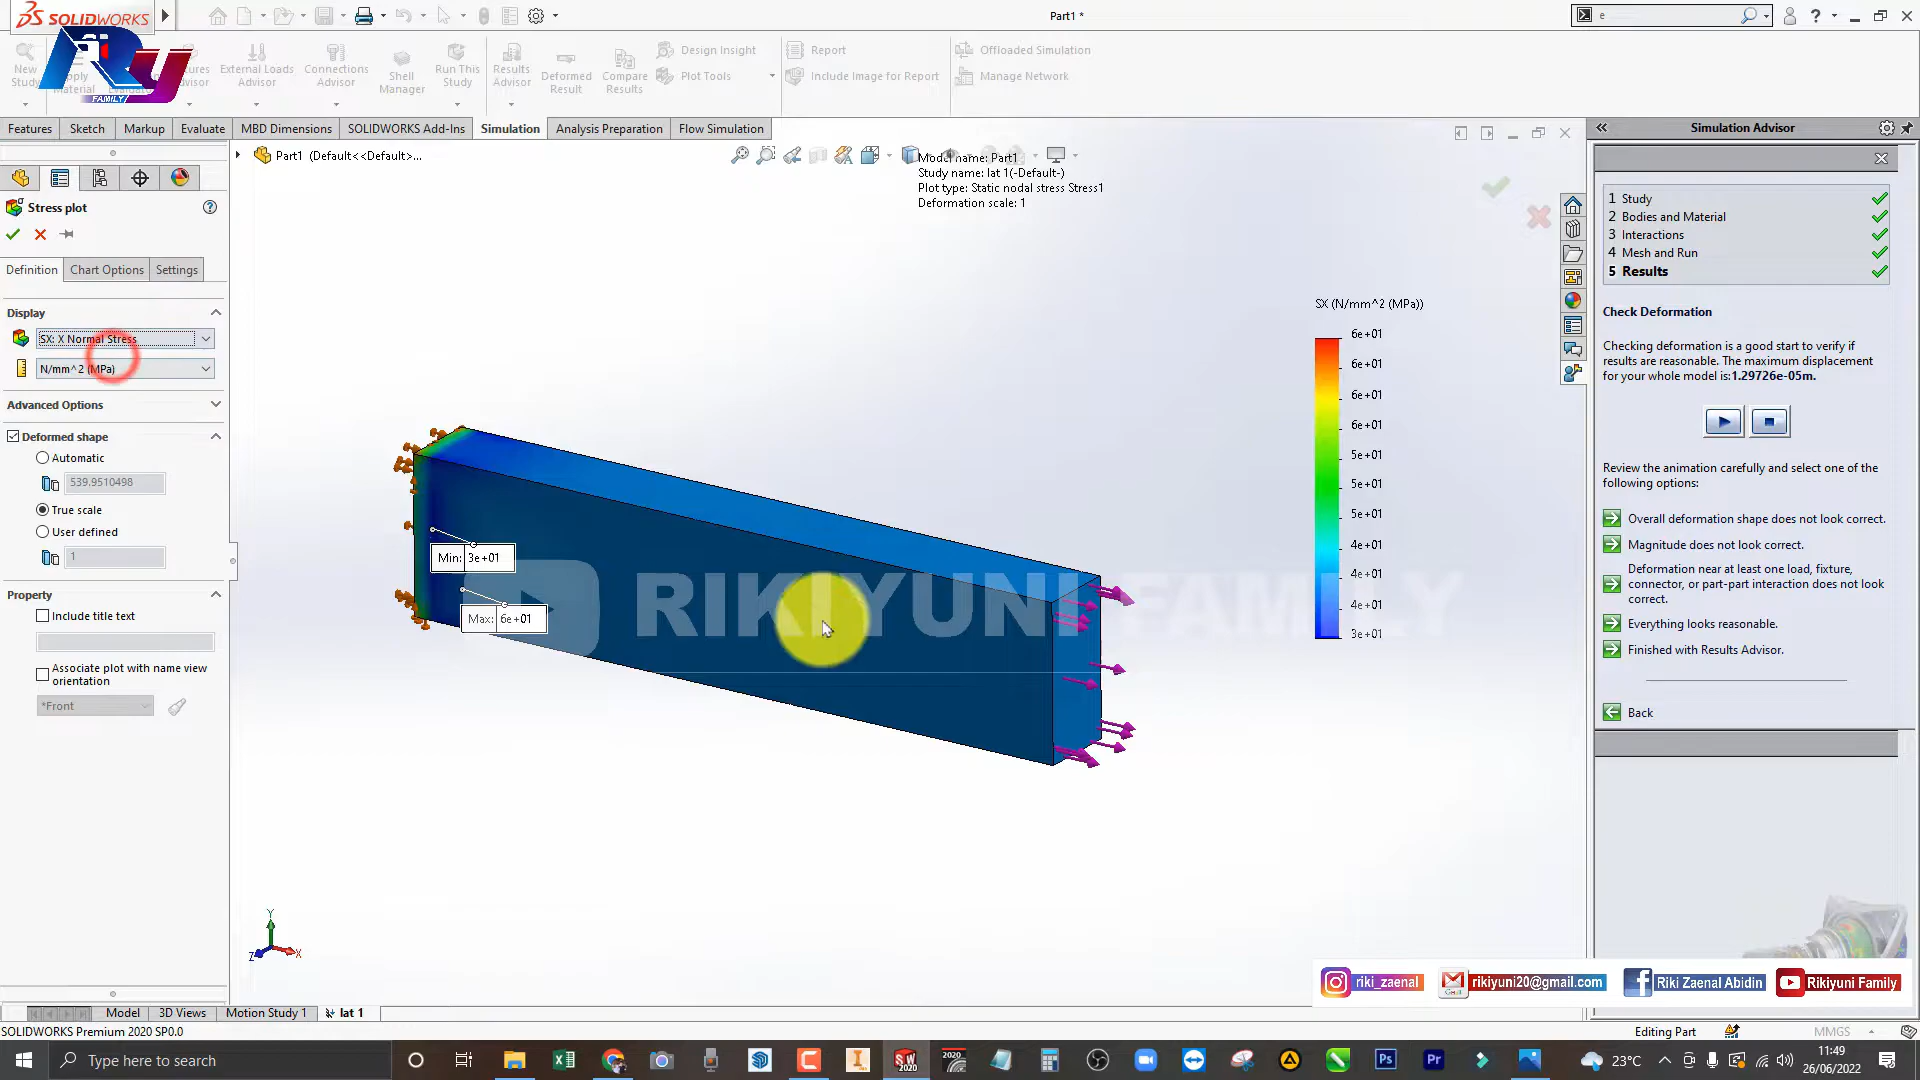 SOLIDWORKS
Part1 *
e
Ry
FAMILY
New
Study
Apply
Material
External Loads
Advisor
Connections
Advisor
Shell
Manager
Run This
Study
Results
Advisor
Deformed
Result
Compare
Results
Design Insight
Plot Tools
Report
Include Image for Report
Offloaded Simulation
Manage Network
Features
Sketch
Markup
Evaluate
MBD Dimensions
SOLIDWORKS Add-Ins
Simulation
Analysis Preparation
Flow Simulation
Part1 (Default<<Default>...
Model name: Part1
Study name: lat 1(-Default-)
Plot type: Static nodal stress Stress1
Deformation scale: 1
Stress plot
Definition
Chart Options
Settings
Display
SX: X Normal Stress
N/mm^2 (MPa)
Advanced Options
Deformed shape
Automatic
539.9510498
True scale
User defined
1
Property
Include title text
Associate plot with name view
orientation
*Front
Min: 3e+01
Max: 6e+01
RIKIYUNI FAMILY
SX (N/mm^2 (MPa))
6e+01
6e+01
6e+01
6e+01
5e+01
5e+01
5e+01
4e+01
4e+01
4e+01
3e+01
Y
X
Z
Simulation Advisor
1 Study
2 Bodies and Material
3 Interactions
4 Mesh and Run
5 Results
Check Deformation
Checking deformation is a good start to verify if
results are reasonable. The maximum displacement
for your whole model is:1.29726e-05m.
Review the animation carefully and select one of the
following options:
Overall deformation shape does not look correct.
Magnitude does not look correct.
Deformation near at least one load, fixture,
connector, or part-part interaction does not look
correct.
Everything looks reasonable.
Finished with Results Advisor.
Back
riki_zaenal
rikiyuni20@gmail.com
Riki Zaenal Abidin
Rikiyuni Family
Model
3D Views
Motion Study 1
lat 1
SOLIDWORKS Premium 2020 SP0.0
Editing Part
MMGS
Type here to search
23°C
11:49
26/06/2022